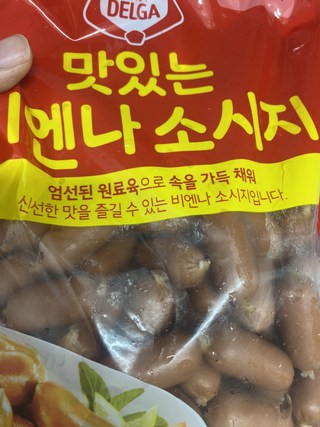 DELGA
맛있는
비엔나 소시지
엄선된 원료육으로 속을 가득 채워
신선한 맛을 즐길 수 있는 비엔나 소시지입니다.